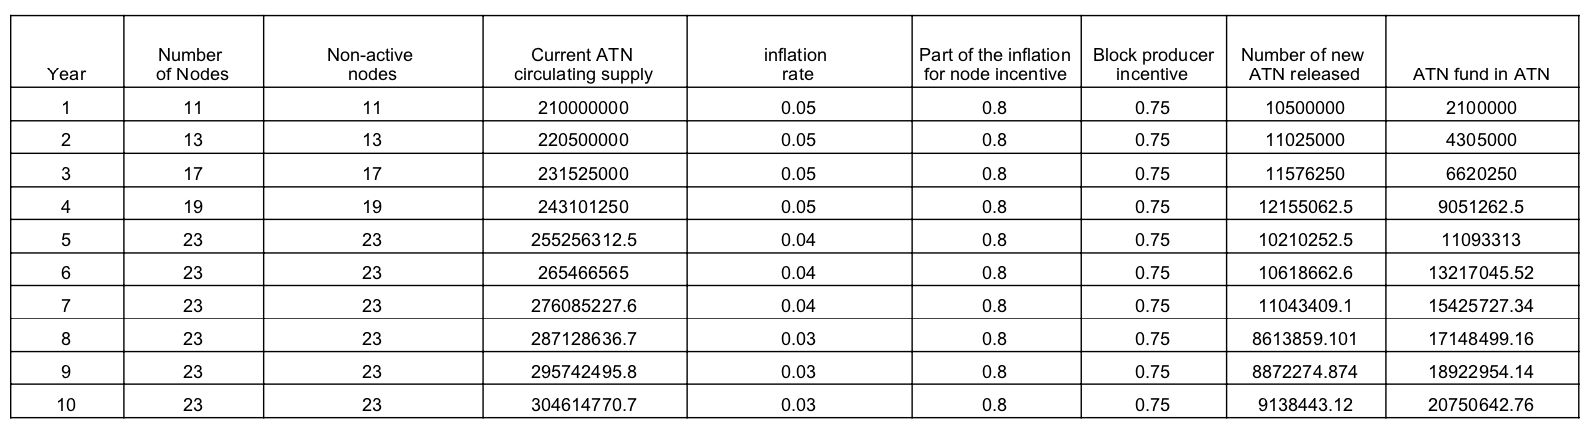 Year Number of Nodes Non-active nodes Current ATN circulating supply inflation rate Part of the inflation for node incentive Block producer incentive Number of new ATN released ATN fund in ATN
1 11 11 210000000 0.05 0.8 0.75 10500000 2100000
2 13 13 220500000 0.05 0.8 0.75 11025000 4305000
3 17 17 231525000 0.05 0.8 0.75 11576250 6620250
4 19 19 243101250 0.05 0.8 0.75 12155062.5 9051262.5
5 23 23 255256312.5 0.04 0.8 0.75 10210252.5 11093313
6 23 23 265466565 0.04 0.8 0.75 10618662.6 13217045.52
7 23 23 276085227.6 0.04 0.8 0.75 11043409.1 15425727.34
8 23 23 287128636.7 0.03 0.8 0.75 8613859.101 17148499.16
9 23 23 295742495.8 0.03 0.8 0.75 8872274.874 18922954.14
10 23 23 304614770.7 0.03 0.8 0.75 9138443.12 20750642.76